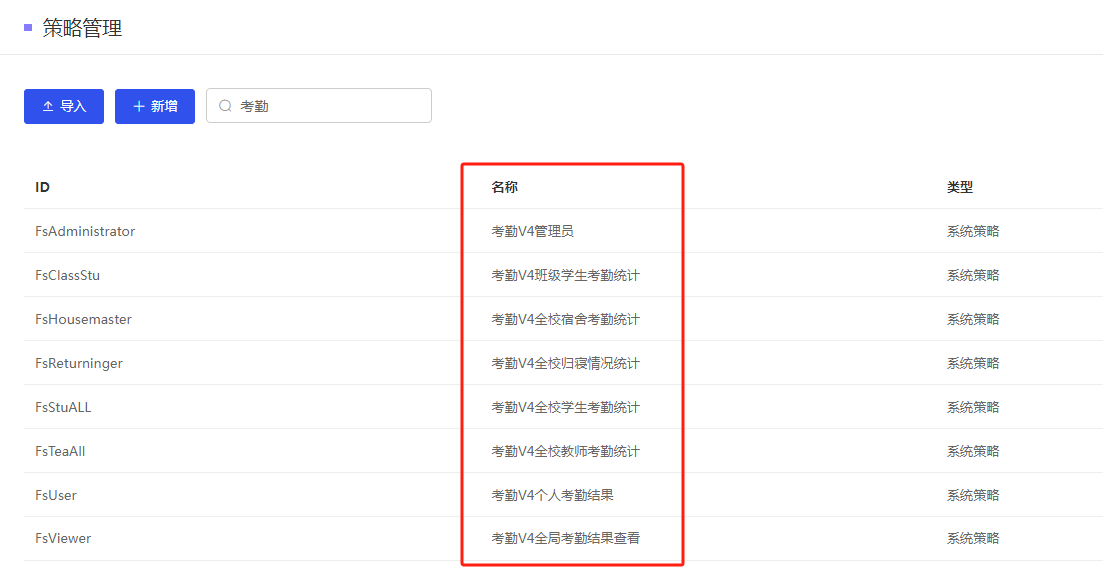 策略管理
导入 新增 考勤
ID 名称 类型
FsAdministrator 考勤V4管理员 系统策略
FsClassStu 考勤V4班级学生考勤统计 系统策略
FsHousemaster 考勤V4全校宿舍考勤统计 系统策略
FsReturninger 考勤V4全校归寝情况统计 系统策略
FsStuALL 考勤V4全校学生考勤统计 系统策略
FsTeaAll 考勤V4全校教师考勤统计 系统策略
FsUser 考勤V4个人考勤结果 系统策略
FsViewer 考勤V4全局考勤结果查看 系统策略